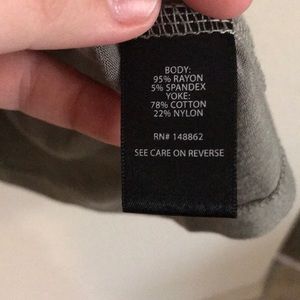 BODY:
95% RAYON
5% SPANDEX
YOKE:
78% COTTON
22% NYLON
RN# 148862
SEE CARE ON REVERSE